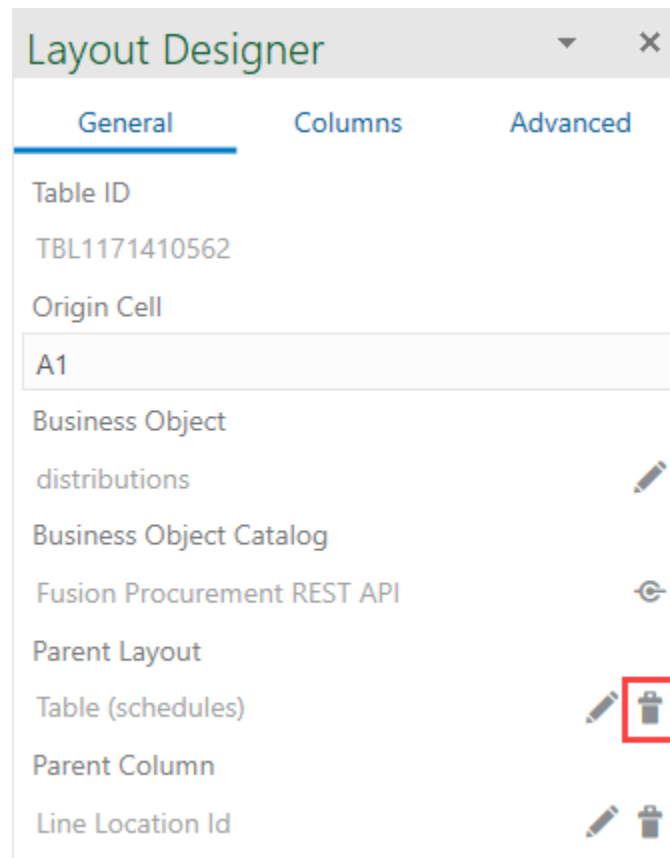 Layout Designer
General Columns Advanced
Table ID
TBL1171410562
Origin Cell
A1
Business Object
distributions
Business Object Catalog
Fusion Procurement REST API
Parent Layout
Table (schedules)
Parent Column
Line Location Id